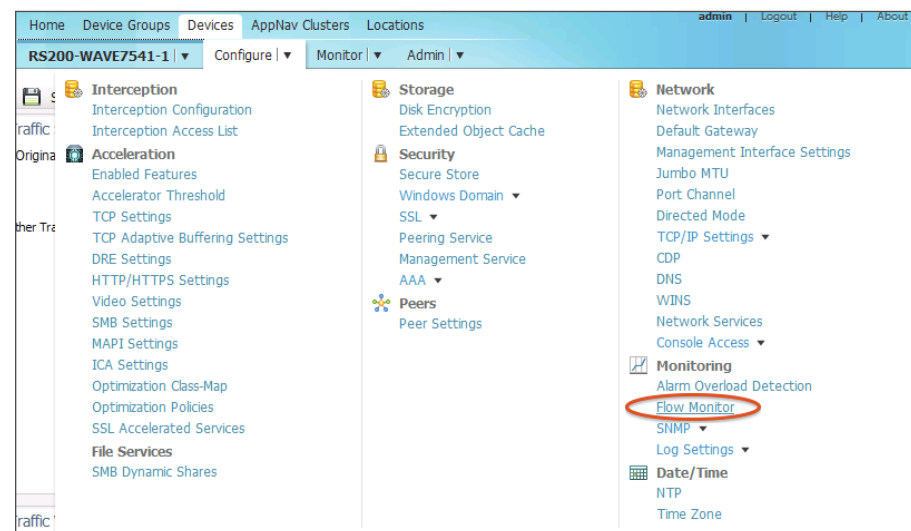 Home Device Groups Devices AppNav Clusters Locations
admin | Logout | Help | About
RS200-WAVE7541-1 Configure Monitor Admin
Interception
Interception Configuration
Interception Access List
Acceleration
Enabled Features
Accelerator Threshold
TCP Settings
TCP Adaptive Buffering Settings
DRE Settings
HTTP/HTTPS Settings
Video Settings
SMB Settings
MAPI Settings
ICA Settings
Optimization Class-Map
Optimization Policies
SSL Accelerated Services
File Services
SMB Dynamic Shares
Storage
Disk Encryption
Extended Object Cache
Security
Secure Store
Windows Domain
SSL
Peering Service
Management Service
AAA
Peers
Peer Settings
Network
Network Interfaces
Default Gateway
Management Interface Settings
Jumbo MTU
Port Channel
Directed Mode
TCP/IP Settings
CDP
DNS
WINS
Network Services
Console Access
Monitoring
Alarm Overload Detection
Flow Monitor
SNMP
Log Settings
Date/Time
NTP
Time Zone
raffic
Origina
ther Tra
raffic